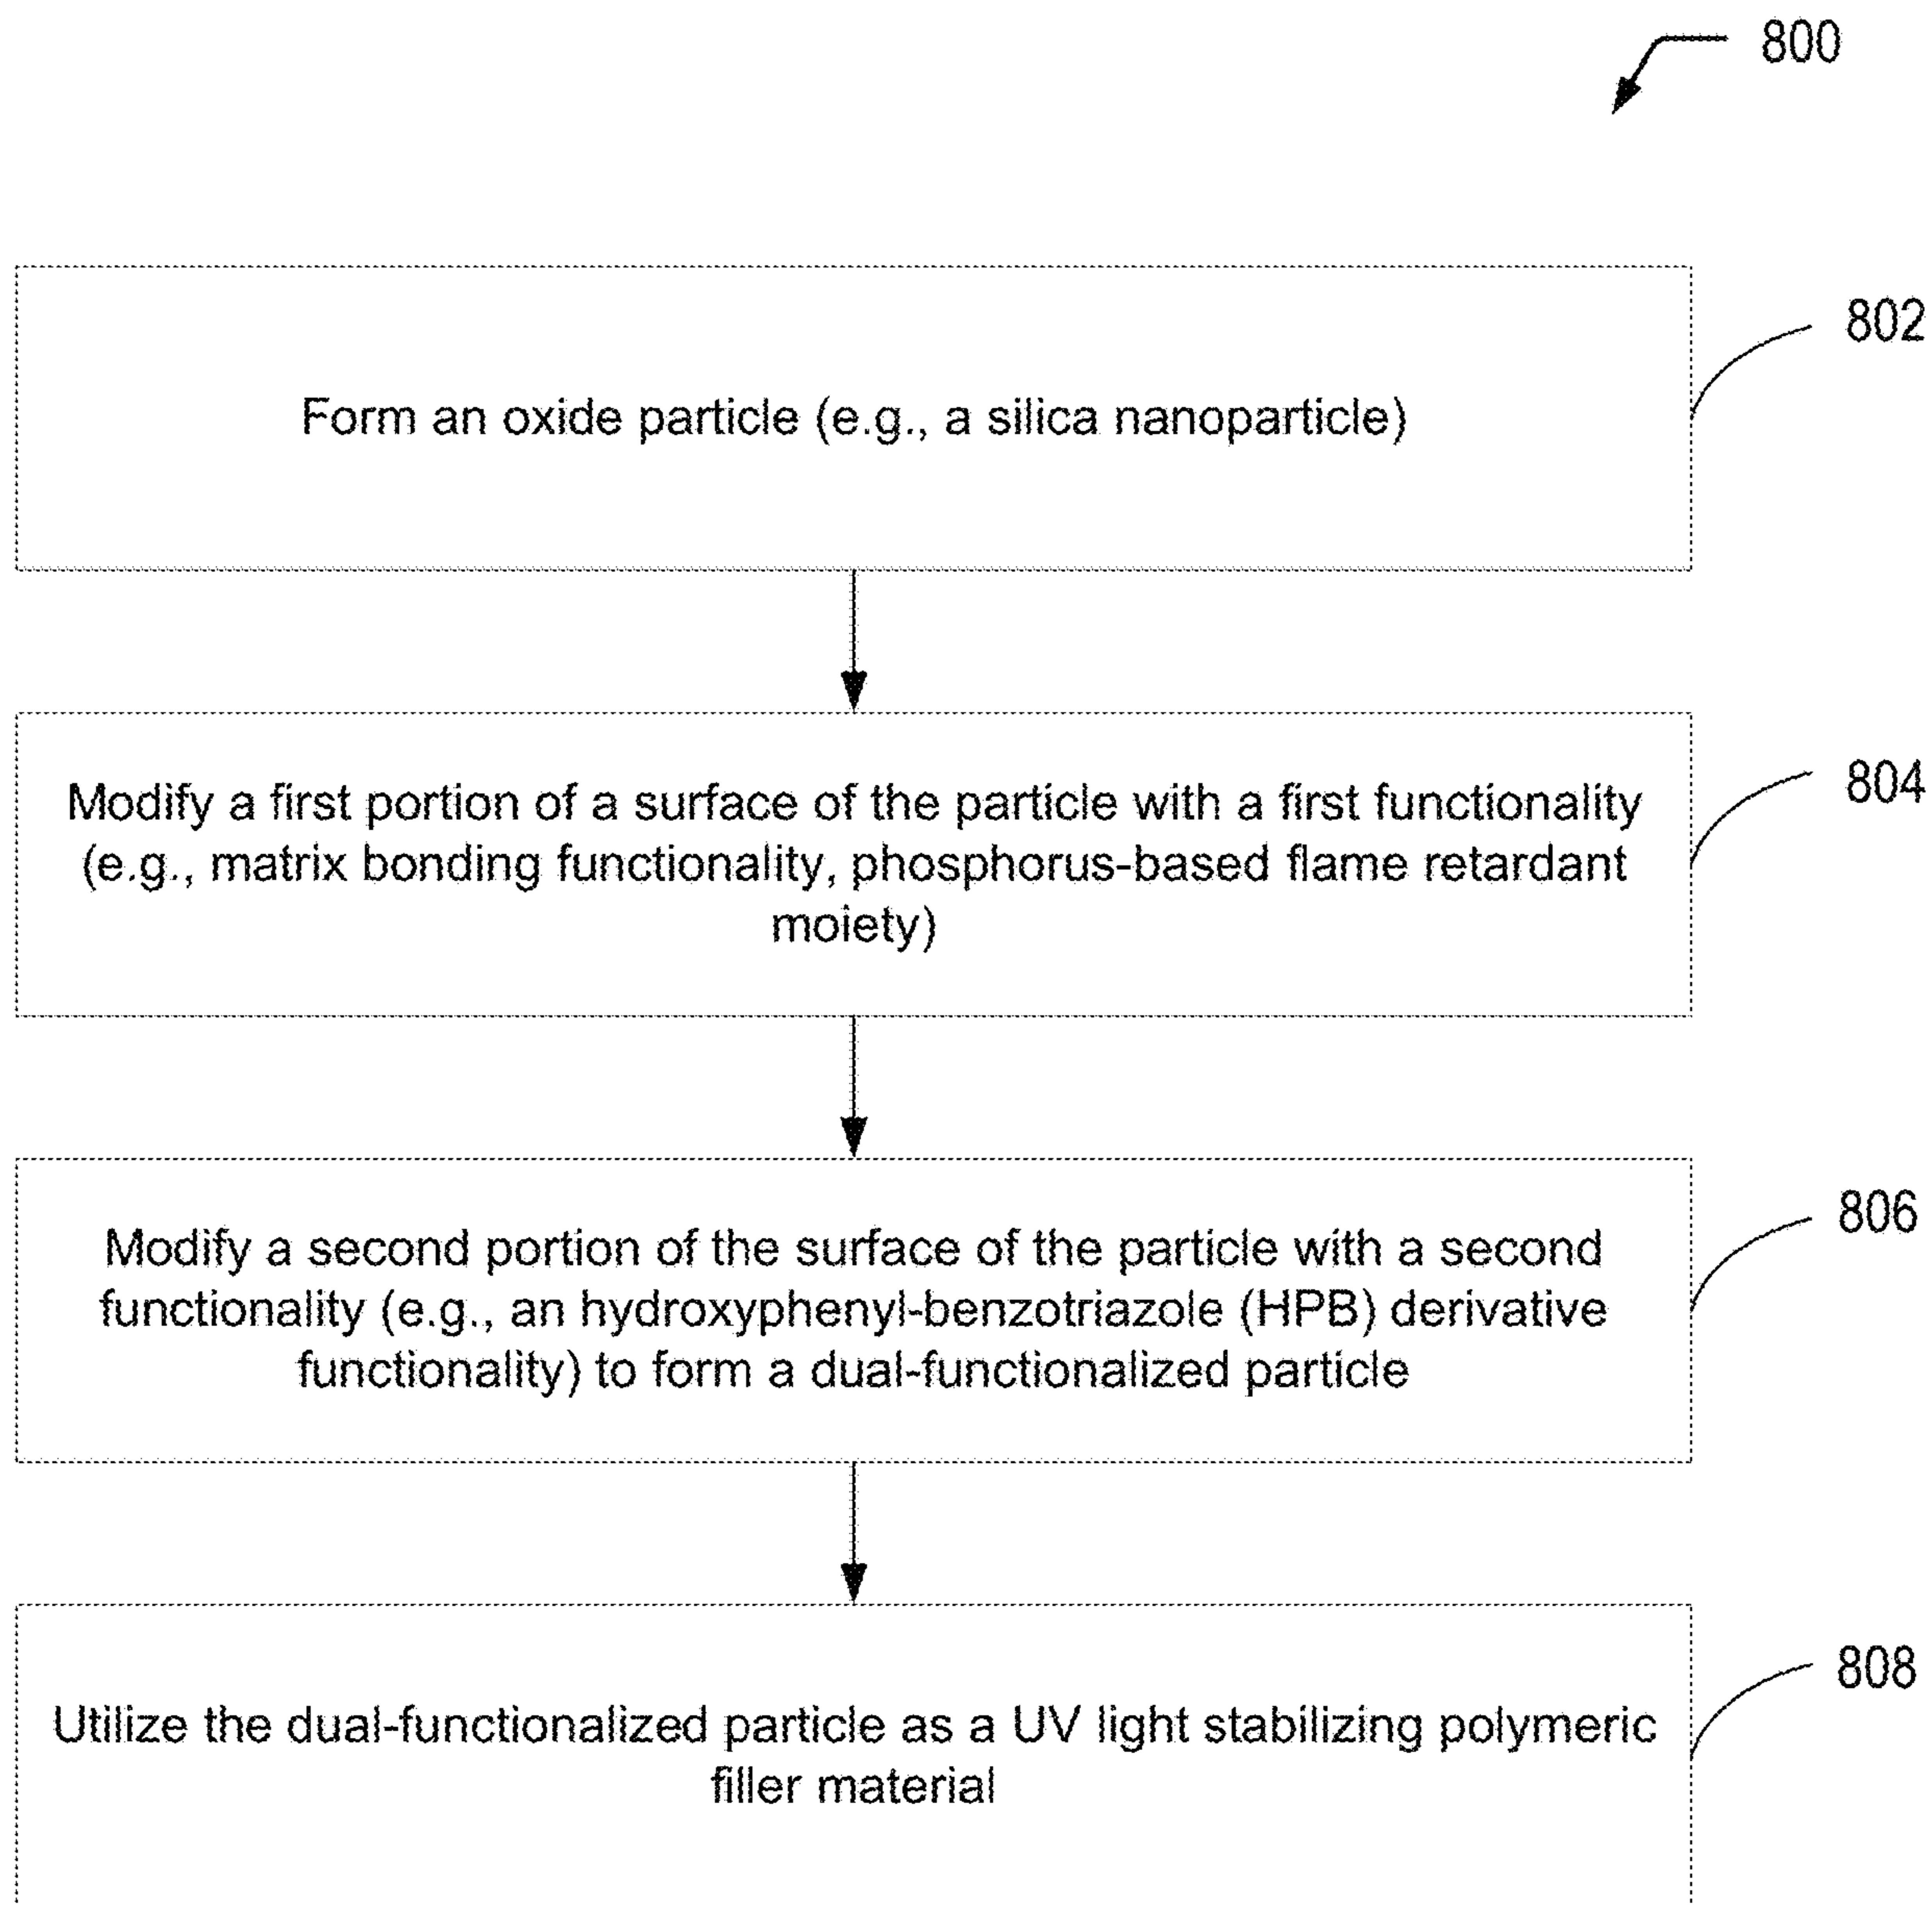 800
802
Form an oxide particle (e.g., a silica nanoparticle)
804
Modify a first portion of a surface of the particle with a first functionality
(e.g., matrix bonding functionality, phosphorus-based flame retardant
moiety)
806
Modify a second portion of the surface of the particle with a second
functionality (e.g., an hydroxyphenyl-benzotriazole (HPB) derivative
functionality) to form a dual-functionalized particle
808
Utilize the dual-functionalized particle as a UV light stabilizing polymeric
filler material